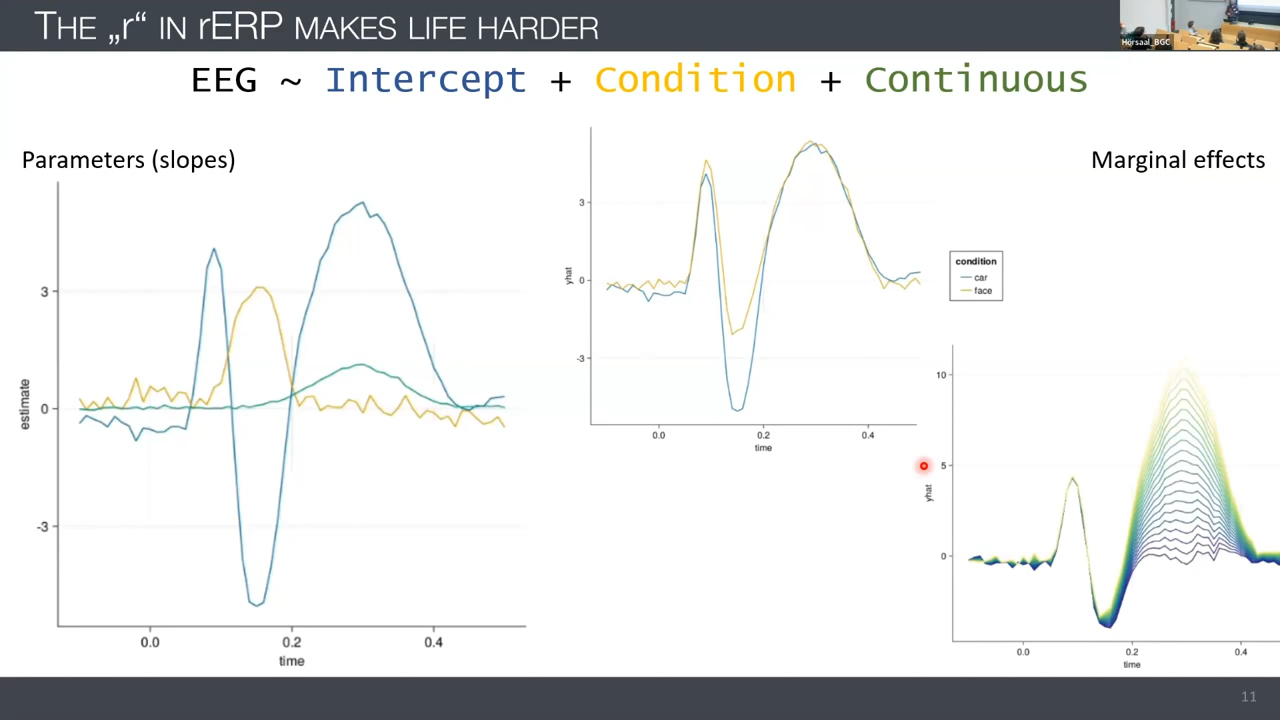 THE „r“ IN rERP MAKES LIFE HARDER
Hörsaal_BGC
EEG ~ Intercept + Condition + Continuous
Parameters (slopes)
Marginal effects
estimate
3
0
-3
0.0
0.2
0.4
time
yhat
3
0
-3
0.0
0.2
0.4
time
condition
car
face
yhat
10
5
0
0.0
0.2
0.4
time
11